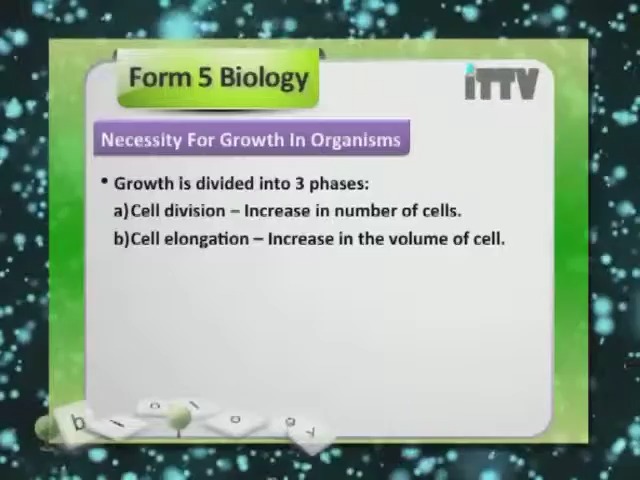 Form 5 Biology
iTTV
Necessity For Growth In Organisms
• Growth is divided into 3 phases:
a)Cell division – Increase in number of cells.
b)Cell elongation – Increase in the volume of cell.
b i o l o g y